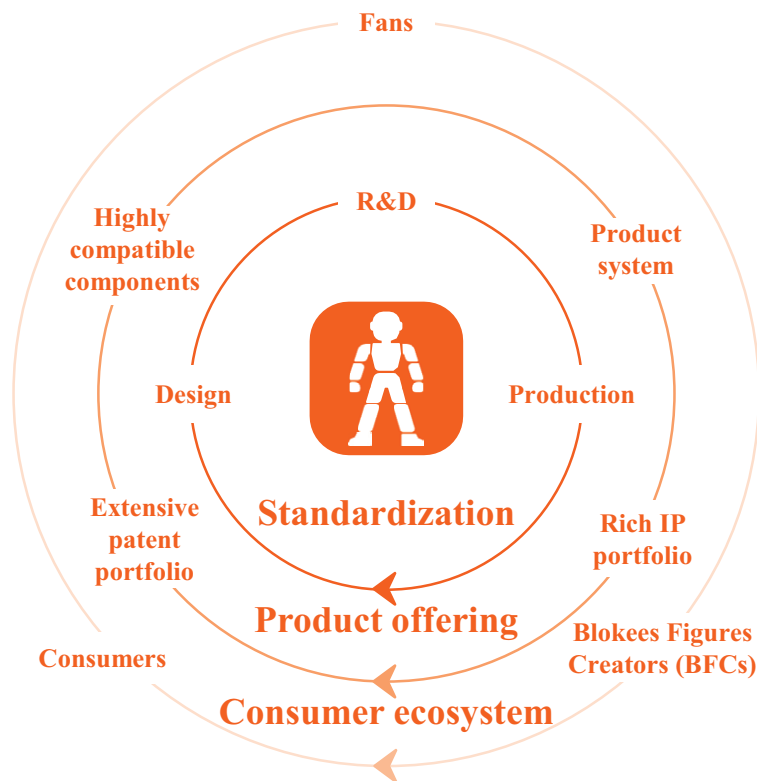 Fans
R&D
Highly
compatible
components
Product
system
Design
Production
Standardization
Extensive
patent
portfolio
Rich IP
portfolio
Product offering
Consumers
Blokees Figures
Creators (BFCs)
Consumer ecosystem